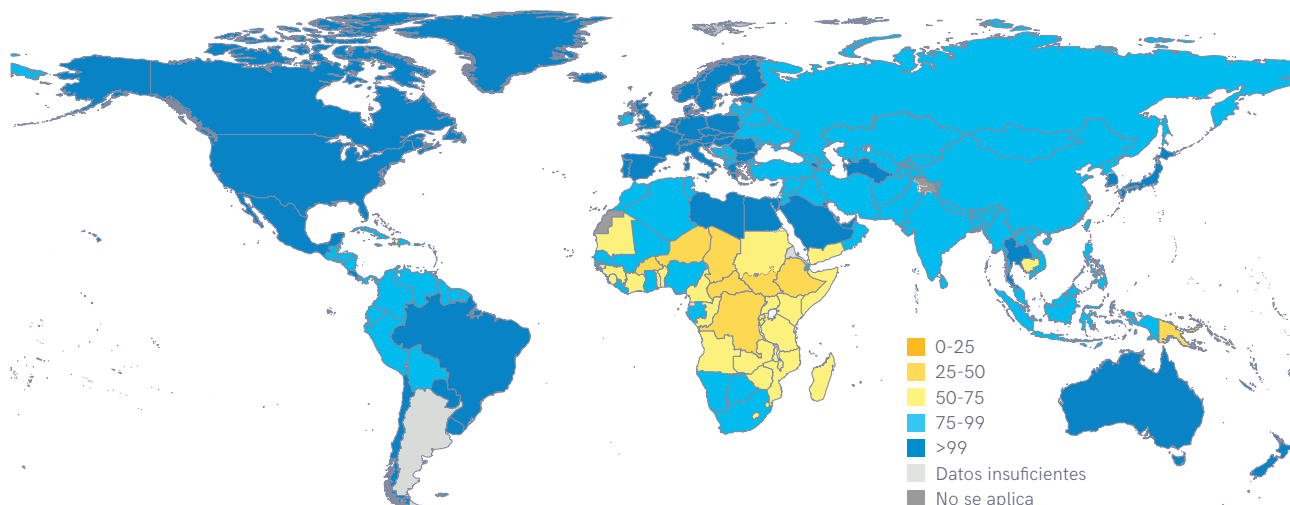 0-25
25-50
50-75
75-99
>99
Datos insuficientes
No se aplica